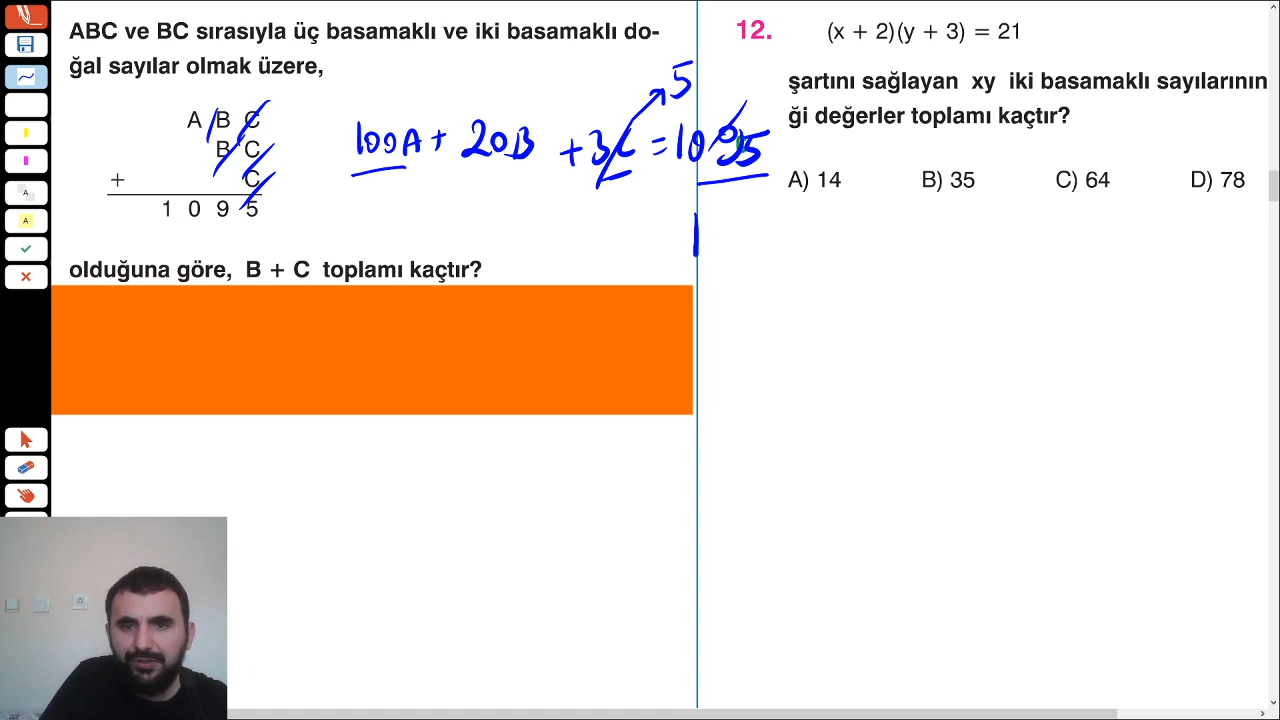 ABC ve BC sırasıyla üç basamaklı ve iki basamaklı do-
ğal sayılar olmak üzere,
A B C
B C
+ C
1 0 9 5
100A + 20B + 3C = 1095
5
1
olduğuna göre, B + C toplamı kaçtır?
12. (x + 2)(y + 3) = 21
şartını sağlayan xy iki basamaklı sayılarının
ği değerler toplamı kaçtır?
A) 14 B) 35 C) 64 D) 78